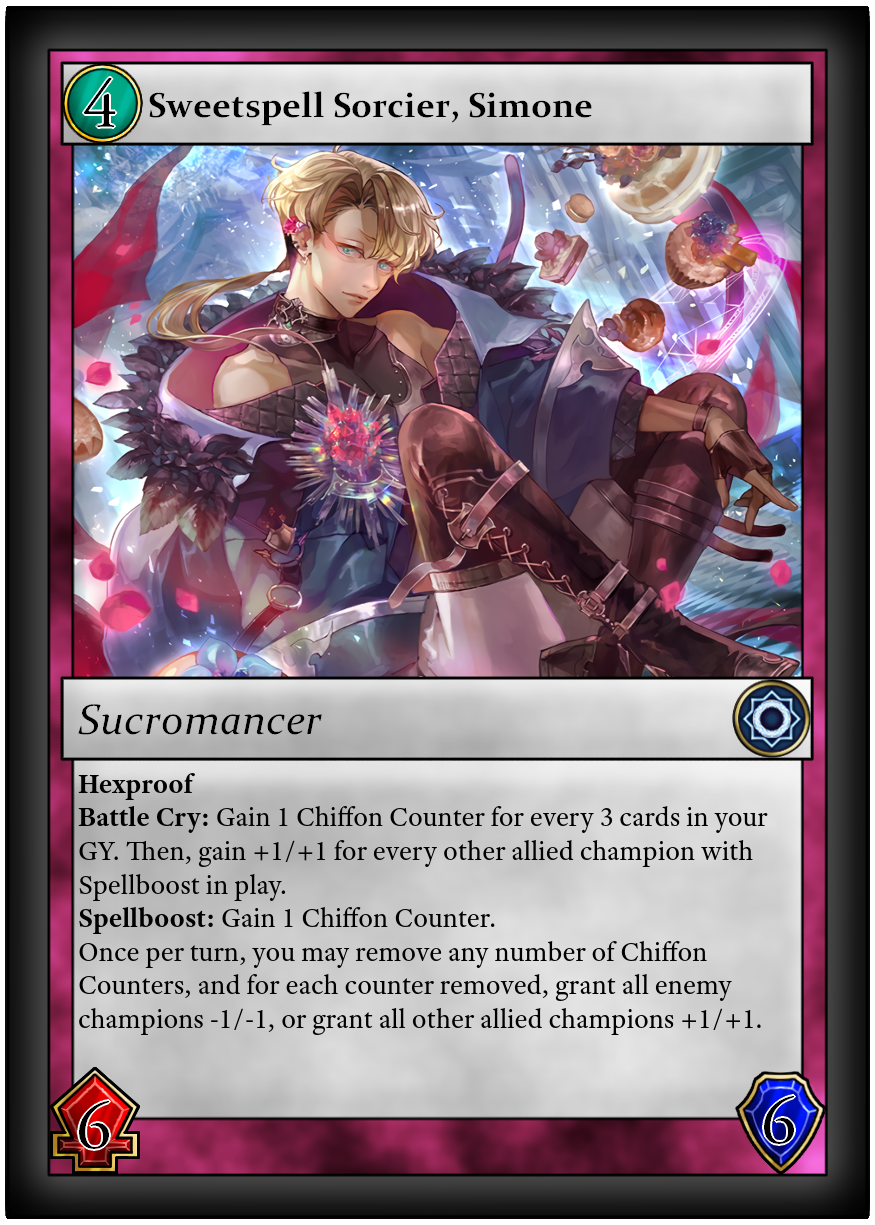 4
Sweetspell Sorcier, Simone
Sucromancer
Hexproof
Battle Cry: Gain 1 Chiffon Counter for every 3 cards in your
GY. Then, gain +1/+1 for every other allied champion with
Spellboost in play.
Spellboost: Gain 1 Chiffon Counter.
Once per turn, you may remove any number of Chiffon
Counters, and for each counter removed, grant all enemy
champions -1/-1, or grant all other allied champions +1/+1.
6
6